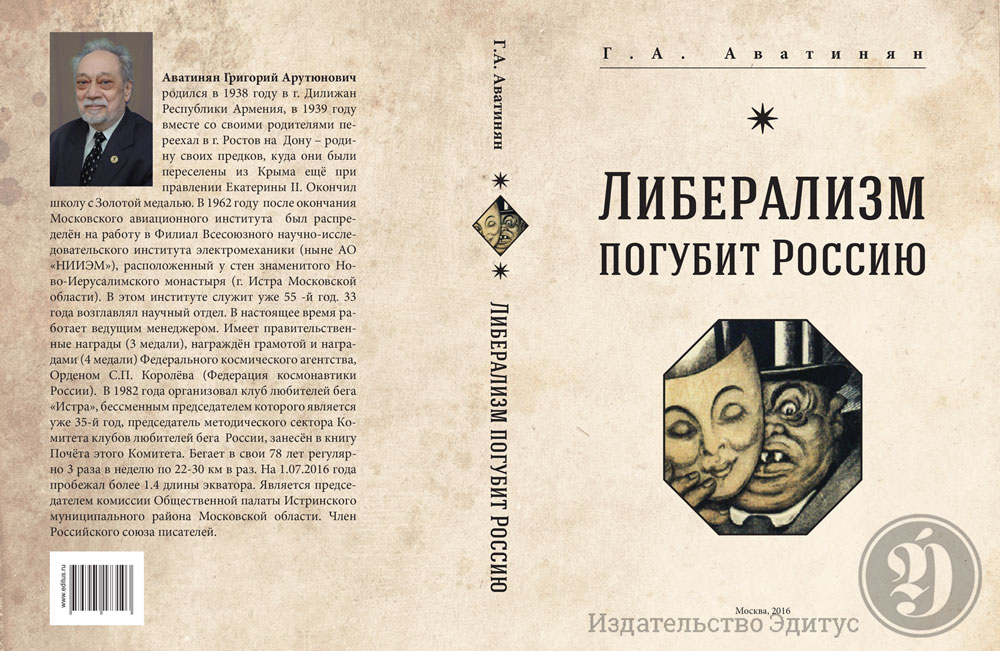 Аватинян Григорий Арутюнович
родился в 1938 году в г. Дилижан
Республики Армения, в 1939 году
вместе со своими родителями пе-
реехал в г. Ростов на Дону – роди-
ну своих предков, куда они были
переселены из Крыма ещё при
правлении Екатерины II. Окончил
школу с Золотой медалью. В 1962 году после окончания
Московского авиационного института был распре-
делён на работу в Филиал Всесоюзного научно-иссле-
довательского института электромеханики (ныне АО
«НИИЭМ»), расположенный у стен знаменитого Но-
во-Иерусалимского монастыря (г. Истра Московской
области). В этом институте служит уже 55 -й год. 33
года возглавлял научный отдел. В настоящее время ра-
ботает ведущим менеджером. Имеет правительствен-
ные награды (3 медали), награждён грамотой и награ-
дами (4 медали) Федерального космического агентства,
Орденом С.П. Королёва (Федерация космонавтики
России). В 1982 года организовал клуб любителей бега
«Истра», бессменным председателем которого является
уже 35-й год, председатель методического сектора Ко-
митета клубов любителей бега России, занесён в книгу
Почёта этого Комитета. Бегает в свои 78 лет регуляр-
но 3 раза в неделю по 22-30 км в раз. На 1.07.2016 года
пробежал более 1.4 длины экватора. Является предсе-
дателем комиссии Общественной палаты Истринского
муниципального района Московской области. Член
Российского союза писателей.
www.editus.ru
Г.А. Аватинян
Либерализм погубит Россию
Г.А. Аватинян
Либерализм
погубит Россию
Москва, 2016
Издательство Эдитус